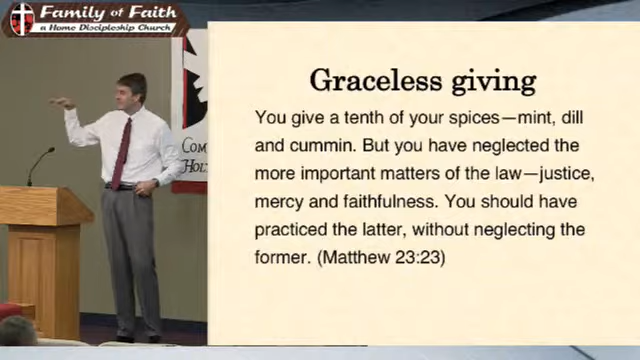 Family of Faith
a Home Discipleship Church
Graceless giving
You give a tenth of your spices—mint, dill
and cummin. But you have neglected the
more important matters of the law—justice,
mercy and faithfulness. You should have
practiced the latter, without neglecting the
former. (Matthew 23:23)
COM
HOL